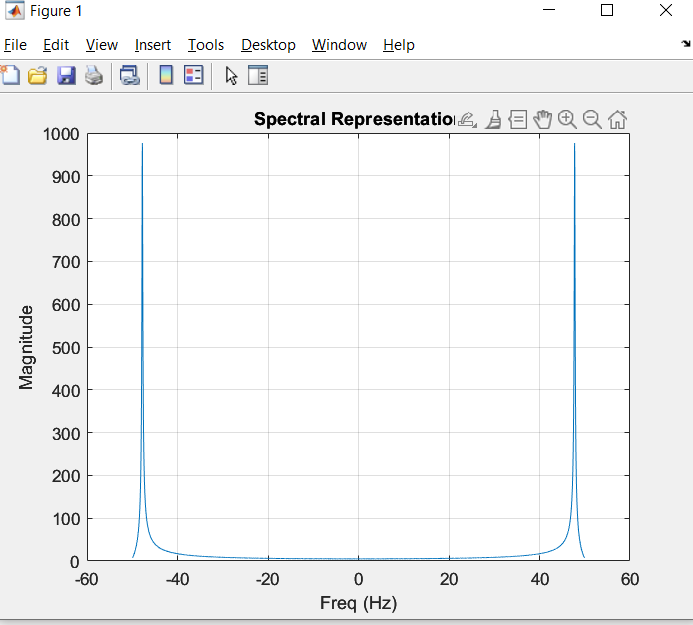 Figure 1
File Edit View Insert Tools Desktop Window Help
Spectral Representatio
1000
900
800
700
600
500
400
300
200
100
0
Magnitude
-60 -40 -20 0 20 40 60
Freq (Hz)